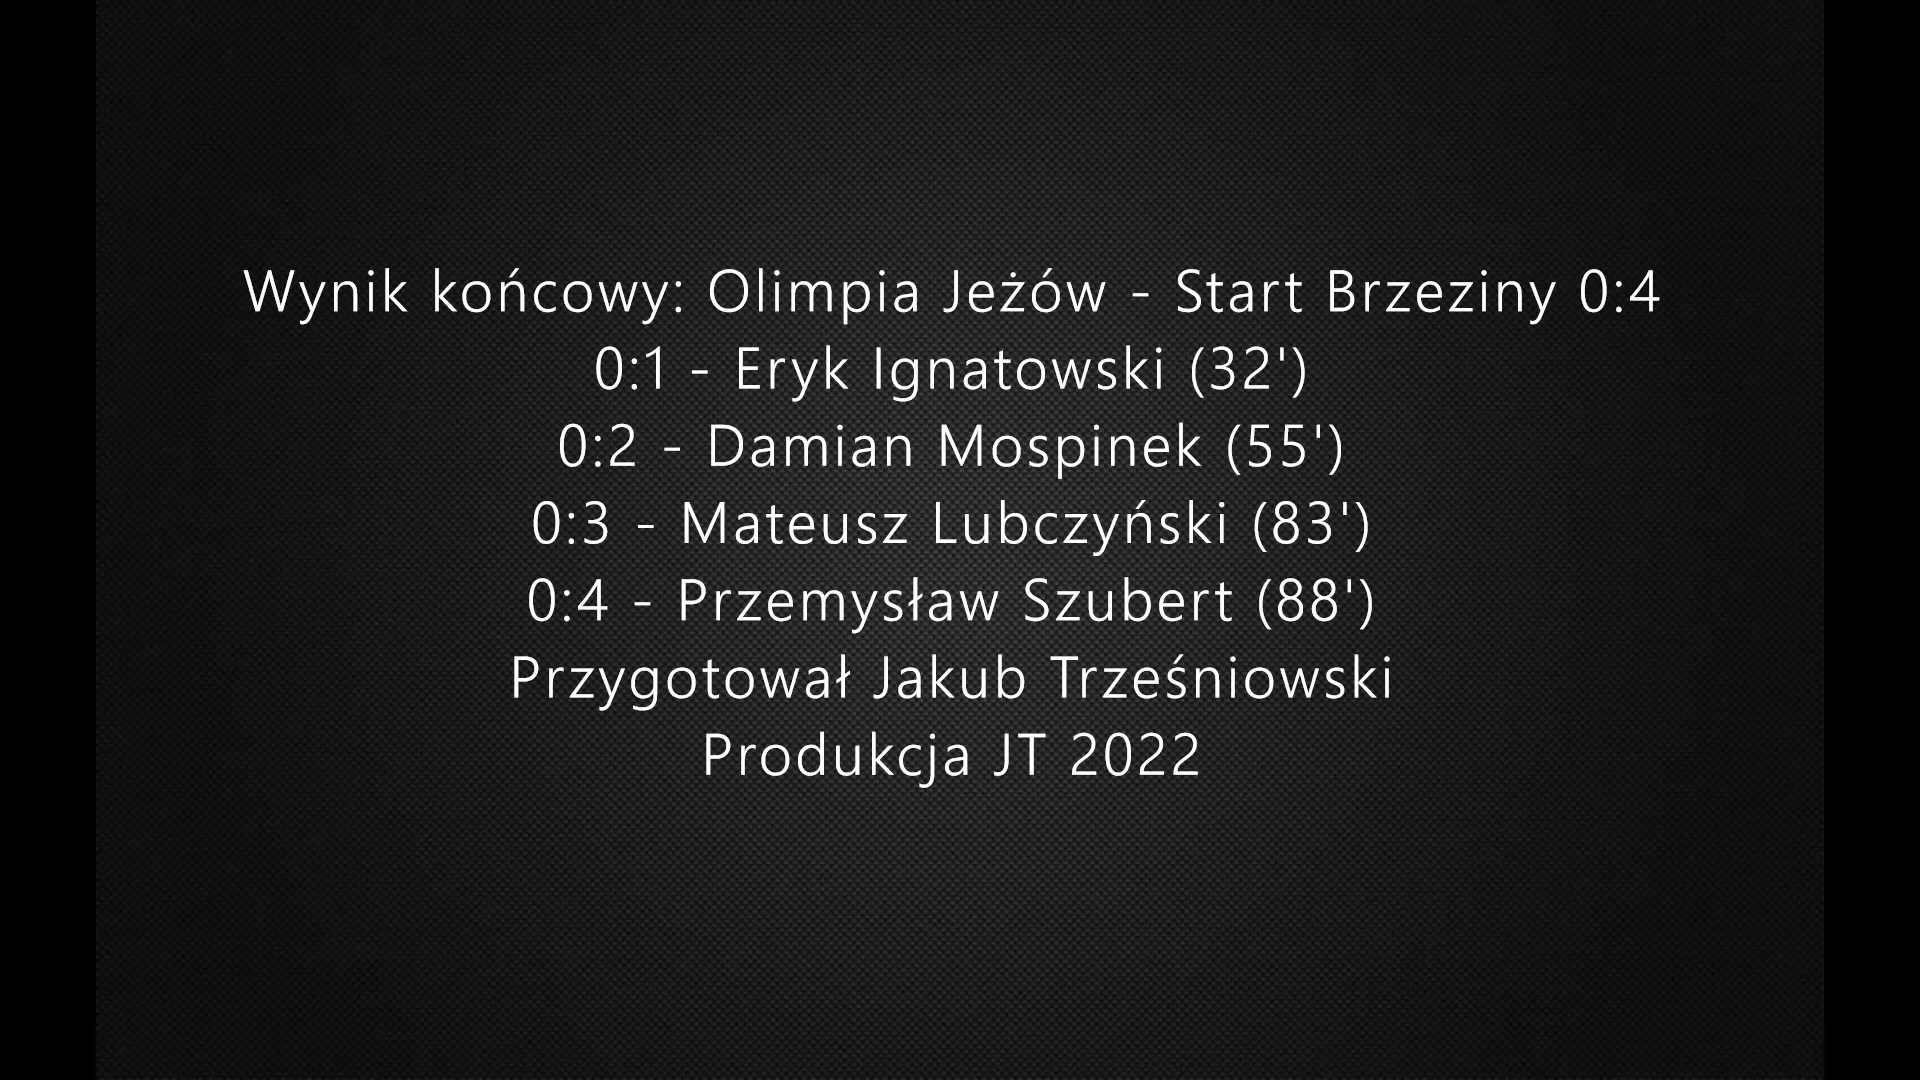 Wynik końcowy: Olimpia Jeżów - Start Brzeziny 0:4
0:1 - Eryk Ignatowski (32')
0:2 - Damian Mospinek (55')
0:3 - Mateusz Lubczyński (83')
0:4 - Przemysław Szubert (88')
Przygotował Jakub Trześniowski
Produkcja JT 2022